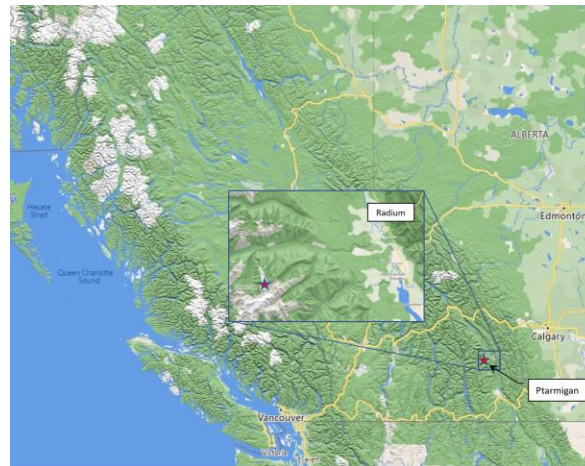 ALBERTA
Radium
Hecate
Strait
Edmonton
Queen Charlotte
Sound
Calgary
Ptarmigan
Vancouver
Victoria